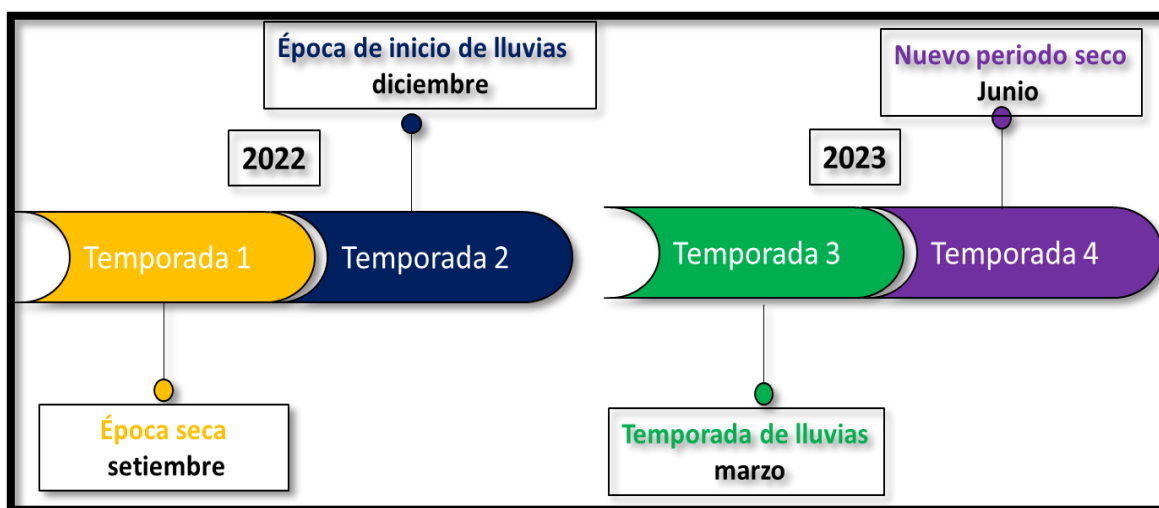 Época de inicio de lluvias
diciembre
Nuevo periodo seco
Junio
2022
2023
Temporada 1
Temporada 2
Temporada 3
Temporada 4
Época seca
setiembre
Temporada de lluvias
marzo